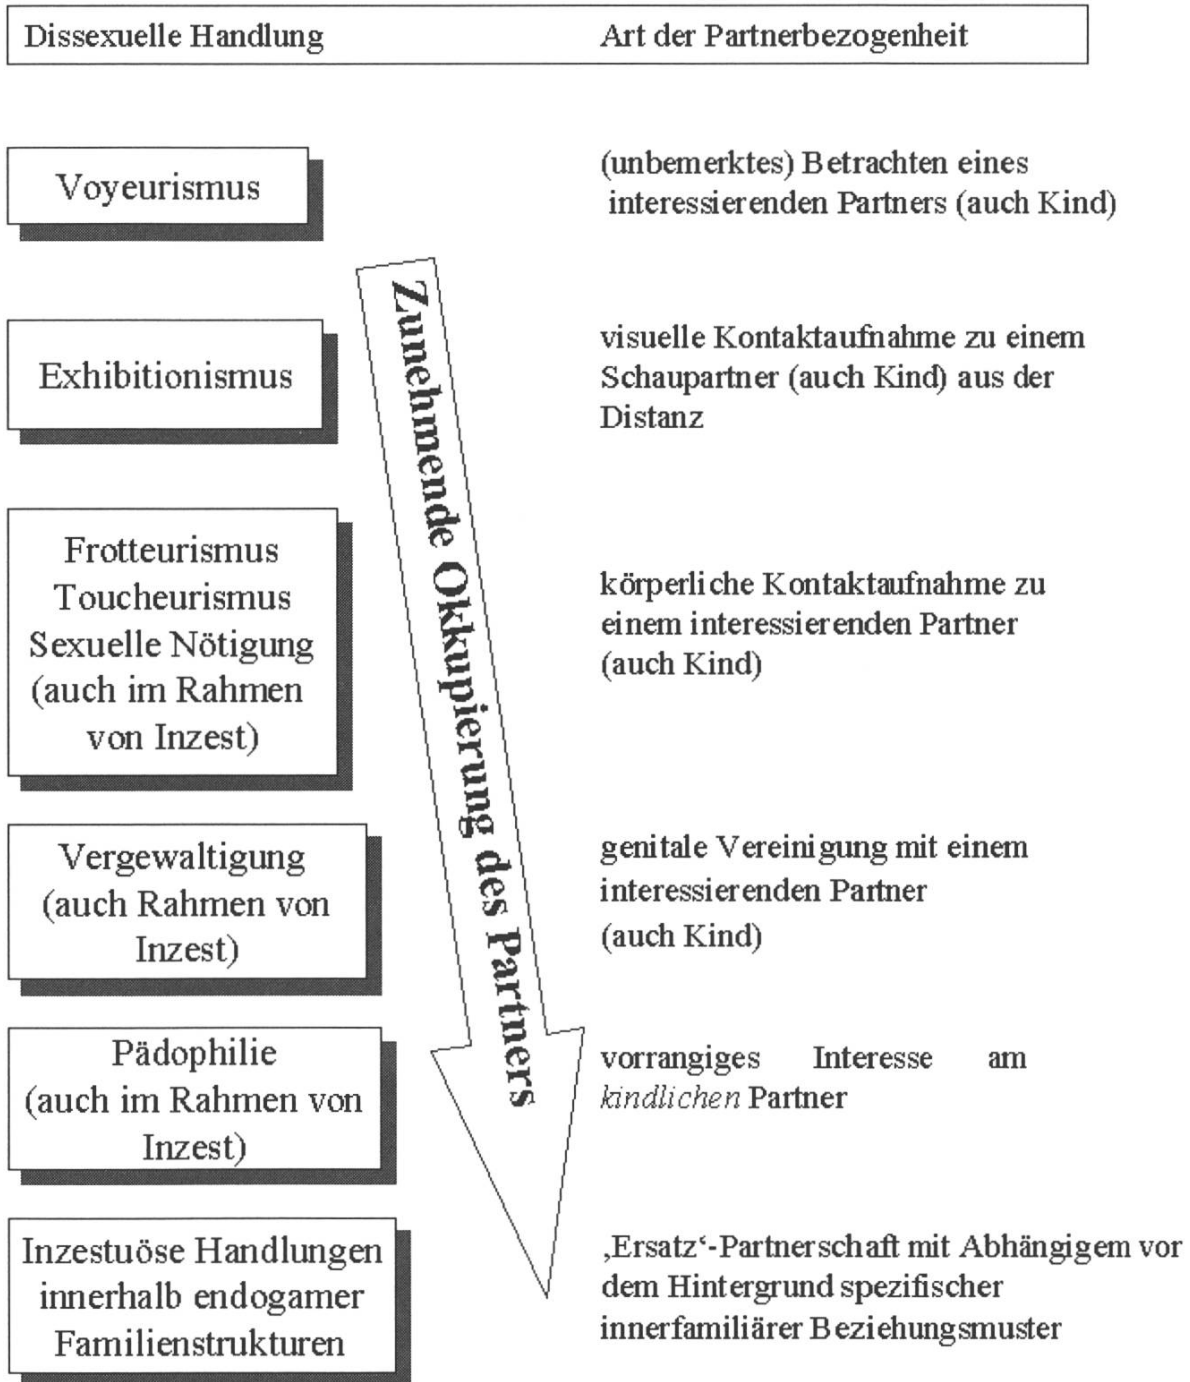 Dissexuelle Handlung Art der Partnerbezogenheit
Voyeurismus
(unbemerktes) Betrachten eines
interessierenden Partners (auch Kind)
Zunehmende Okkupierung des Partners
Exhibitionismus
visuelle Kontaktaufnahme zu einem
Schaupartner (auch Kind) aus der
Distanz
Frotteurismus
Toucheurismus
Sexuelle Nötigung
(auch im Rahmen
von Inzest)
körperliche Kontaktaufnahme zu
einem interessierenden Partner
(auch Kind)
Vergewaltigung
(auch Rahmen von
Inzest)
genitale Vereinigung mit einem
interessierenden Partner
(auch Kind)
Pädophilie
(auch im Rahmen von
Inzest)
vorrangiges Interesse am
kindlichen Partner
Inzestuöse Handlungen
innerhalb endogamer
Familienstrukturen
‚Ersatz‘-Partnerschaft mit Abhängigem vor
dem Hintergrund spezifischer
innerfamiliärer Beziehungsmuster